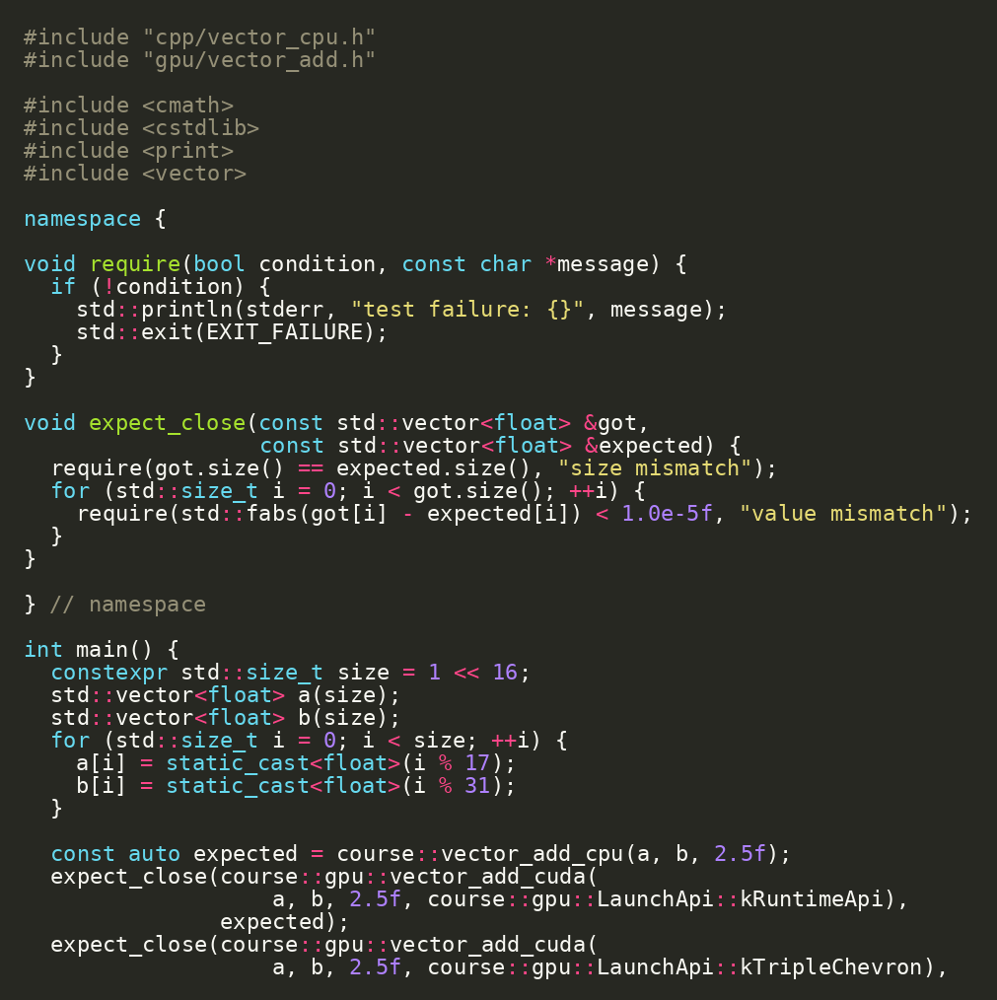 #include "cpp/vector_cpu.h"
#include "gpu/vector_add.h"

#include <cmath>
#include <cstdlib>
#include <print>
#include <vector>

namespace {

void require(bool condition, const char *message) {
  if (!condition) {
    std::println(stderr, "test failure: {}", message);
    std::exit(EXIT_FAILURE);
  }
}

void expect_close(const std::vector<float> &got,
                  const std::vector<float> &expected) {
  require(got.size() == expected.size(), "size mismatch");
  for (std::size_t i = 0; i < got.size(); ++i) {
    require(std::fabs(got[i] - expected[i]) < 1.0e-5f, "value mismatch");
  }
}

} // namespace

int main() {
  constexpr std::size_t size = 1 << 16;
  std::vector<float> a(size);
  std::vector<float> b(size);
  for (std::size_t i = 0; i < size; ++i) {
    a[i] = static_cast<float>(i % 17);
    b[i] = static_cast<float>(i % 31);
  }

  const auto expected = course::vector_add_cpu(a, b, 2.5f);
  expect_close(course::gpu::vector_add_cuda(
                   a, b, 2.5f, course::gpu::LaunchApi::kRuntimeApi),
               expected);
  expect_close(course::gpu::vector_add_cuda(
                   a, b, 2.5f, course::gpu::LaunchApi::kTripleChevron),